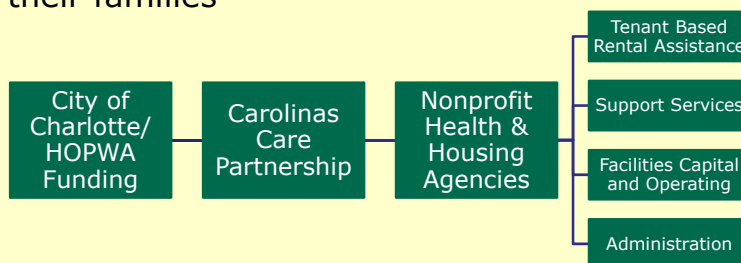 their families
City of
Charlotte/
HOPWA
Funding
Carolinas
Care
Partnership
Nonprofit
Health &
Housing
Agencies
Tenant Based
Rental Assistance
Support Services
Facilities Capital
and Operating
Administration